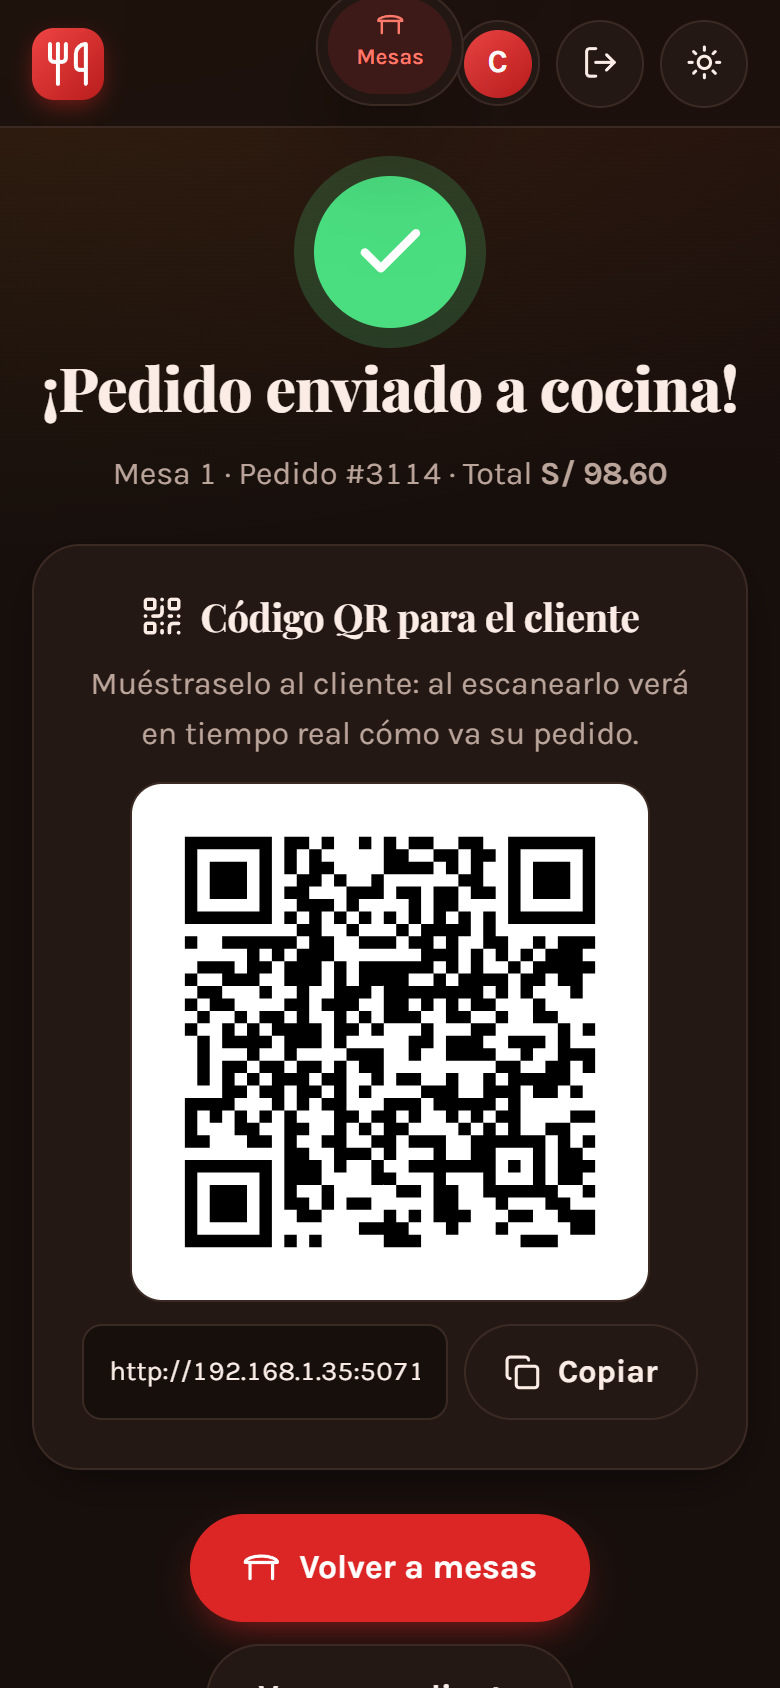 Mesas
C
¡Pedido enviado a cocina!
Mesa 1 · Pedido #3114 · Total S/ 98.60
Código QR para el cliente
Muéstraselo al cliente: al escanearlo verá
en tiempo real cómo va su pedido.
http://192.168.1.35:5071
Copiar
Volver a mesas